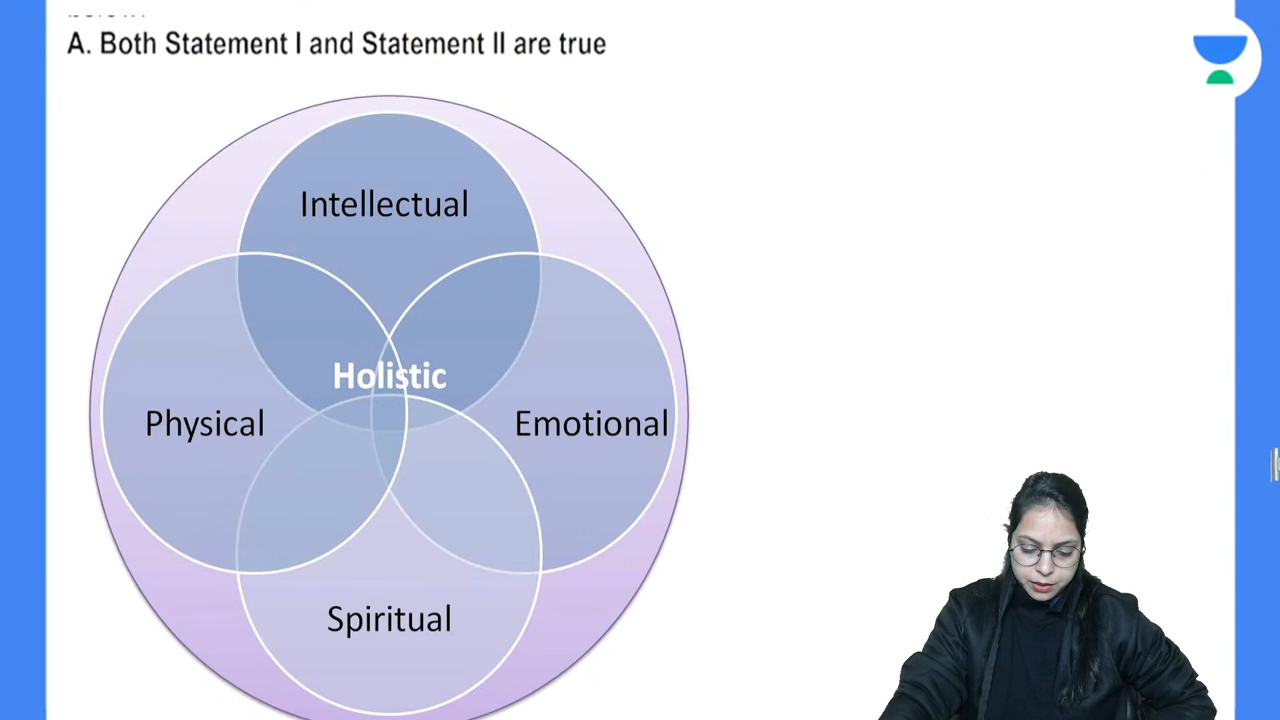 A. Both Statement I and Statement II are true
Intellectual
Holistic
Physical
Emotional
Spiritual